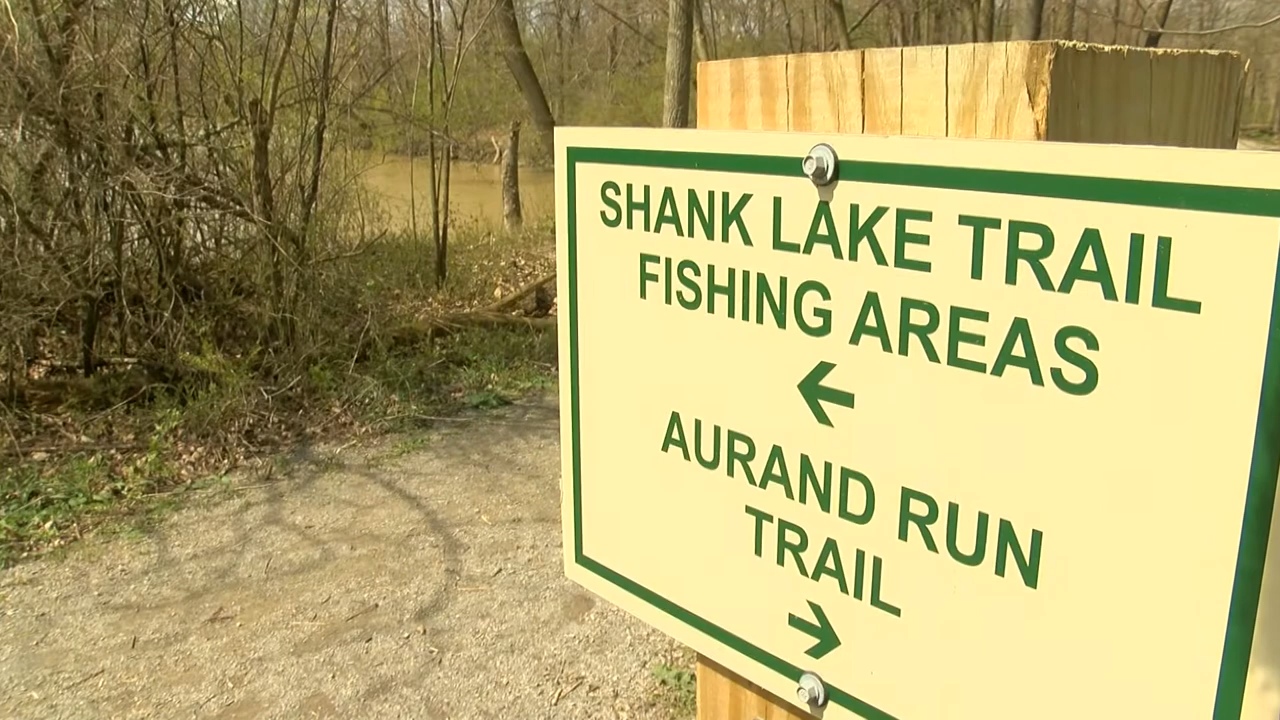 SHANK LAKE TRAIL
FISHING AREAS
←
AURAND RUN
TRAIL
→